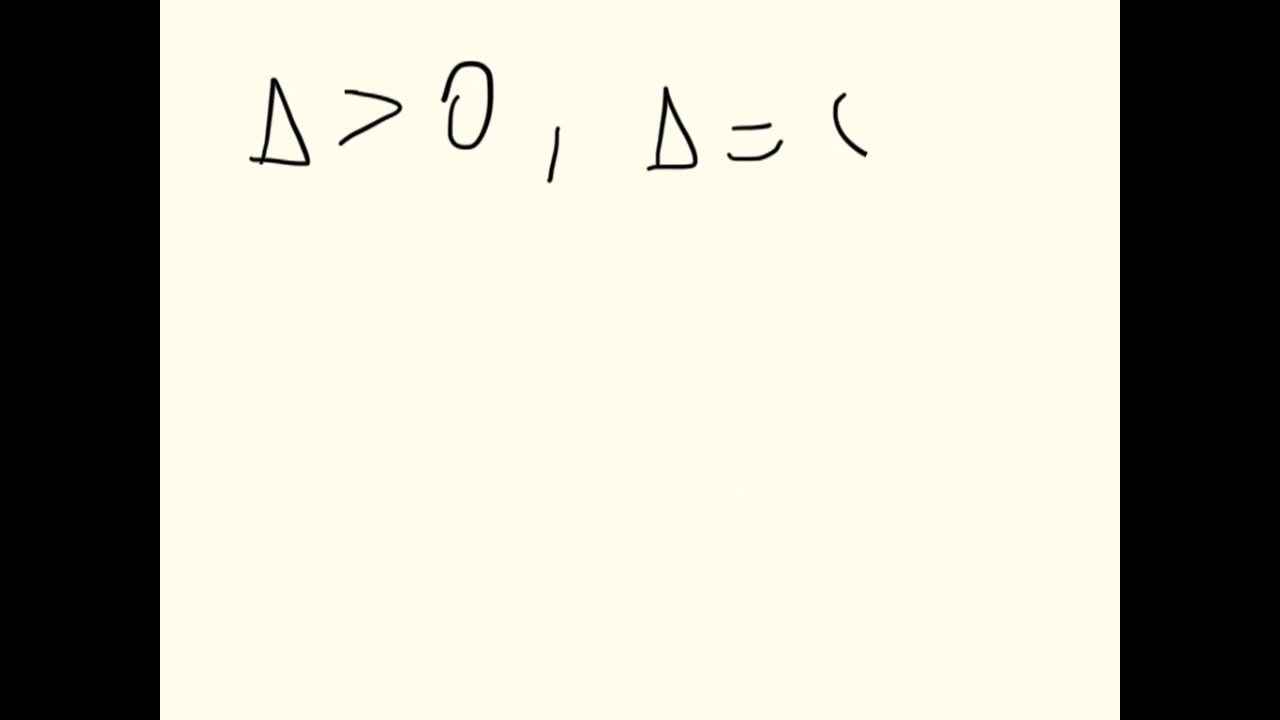 Δ > 0, Δ = (